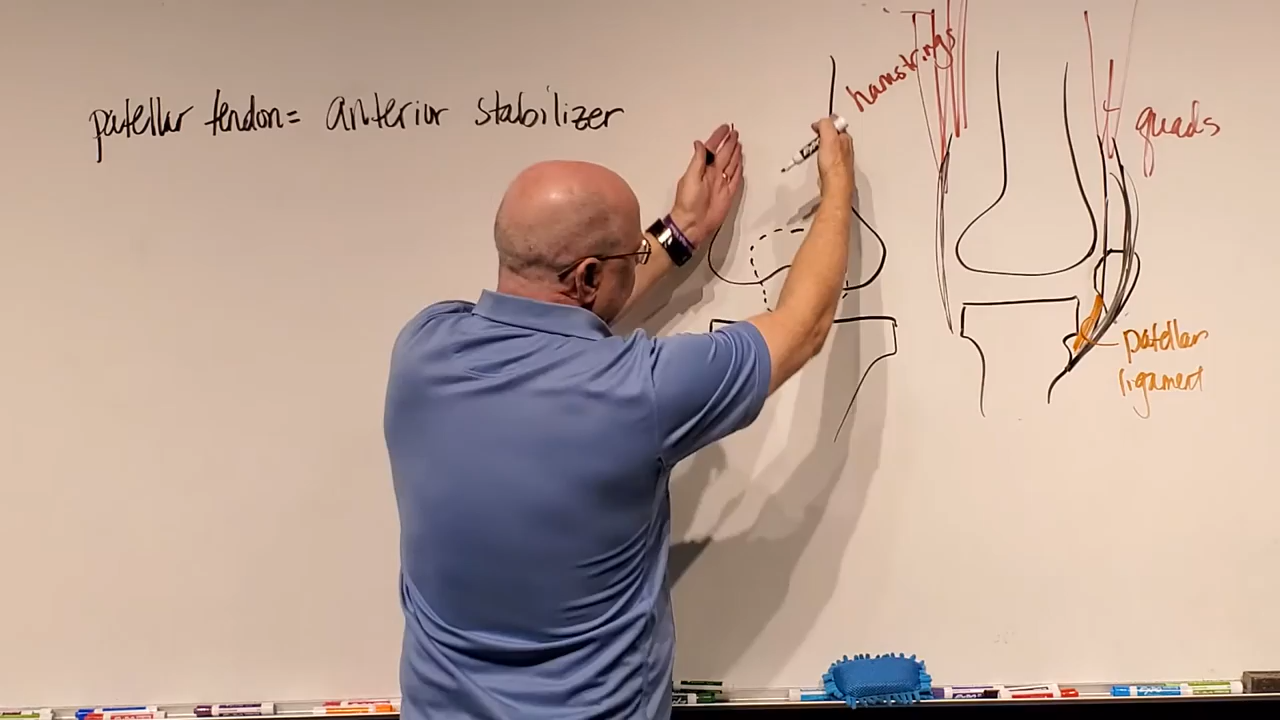 patellar tendon= anterior stabilizer
hamstrings
quads
patellar
ligament